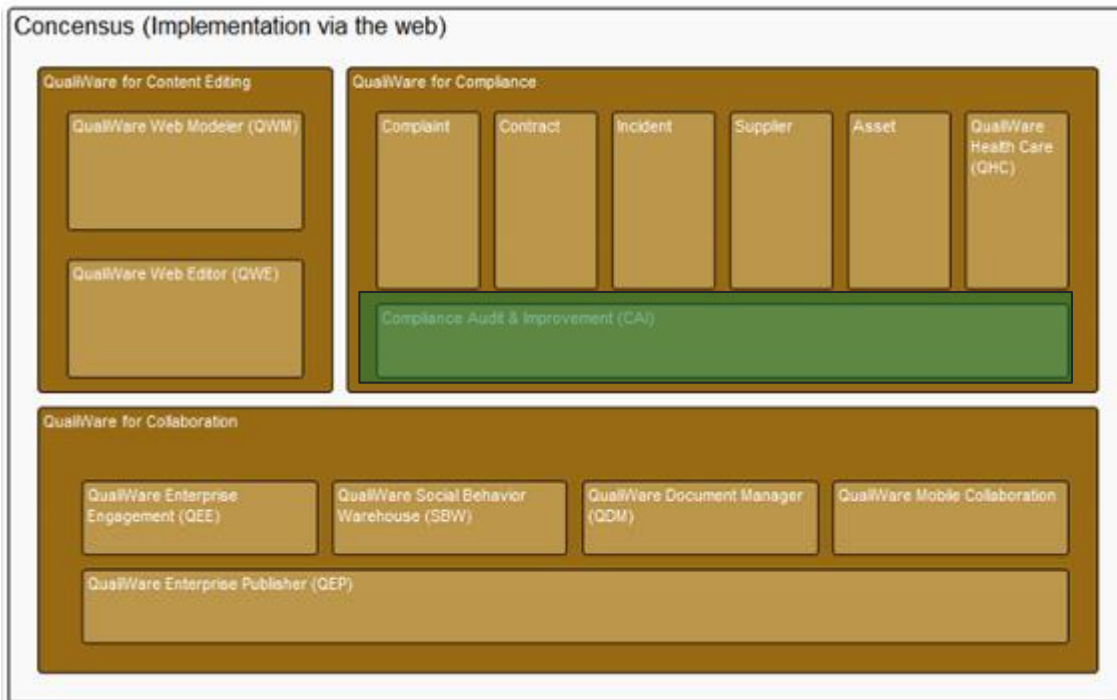 Concensus (Implementation via the web)
QualiWare for Content Editing
QualiWare Web Modeler (QWM)
QualiWare Web Editor (QWE)
QualiWare for Compliance
Complaint
Contract
Incident
Supplier
Asset
QualiWare
Health Care
(QHC)
Compliance Audit & Improvement (CAI)
QualiWare for Collaboration
QualiWare Enterprise
Engagement (QEE)
QualiWare Social Behavior
Warehouse (SBW)
QualiWare Document Manager
(QDM)
QualiWare Mobile Collaboration
QualiWare Enterprise Publisher (QEP)